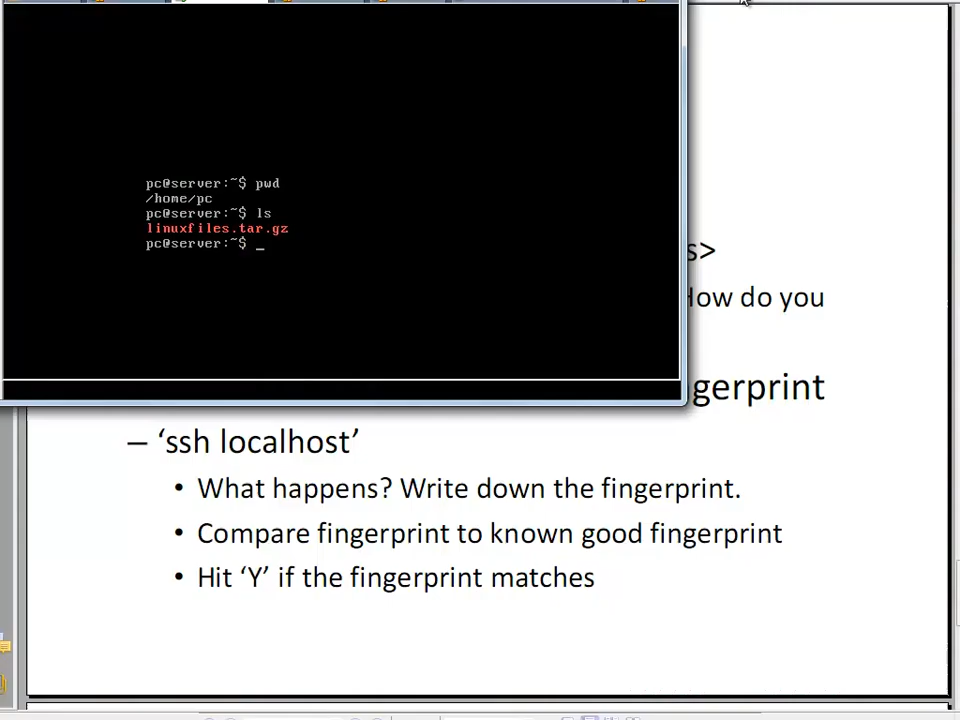 pc@server:~$ pwd
/home/pc
pc@server:~$ ls
linuxfiles.tar.gz
pc@server:~$ _
s>
How do you
gerprint
– ‘ssh localhost’
• What happens? Write down the fingerprint.
• Compare fingerprint to known good fingerprint
• Hit ‘Y’ if the fingerprint matches